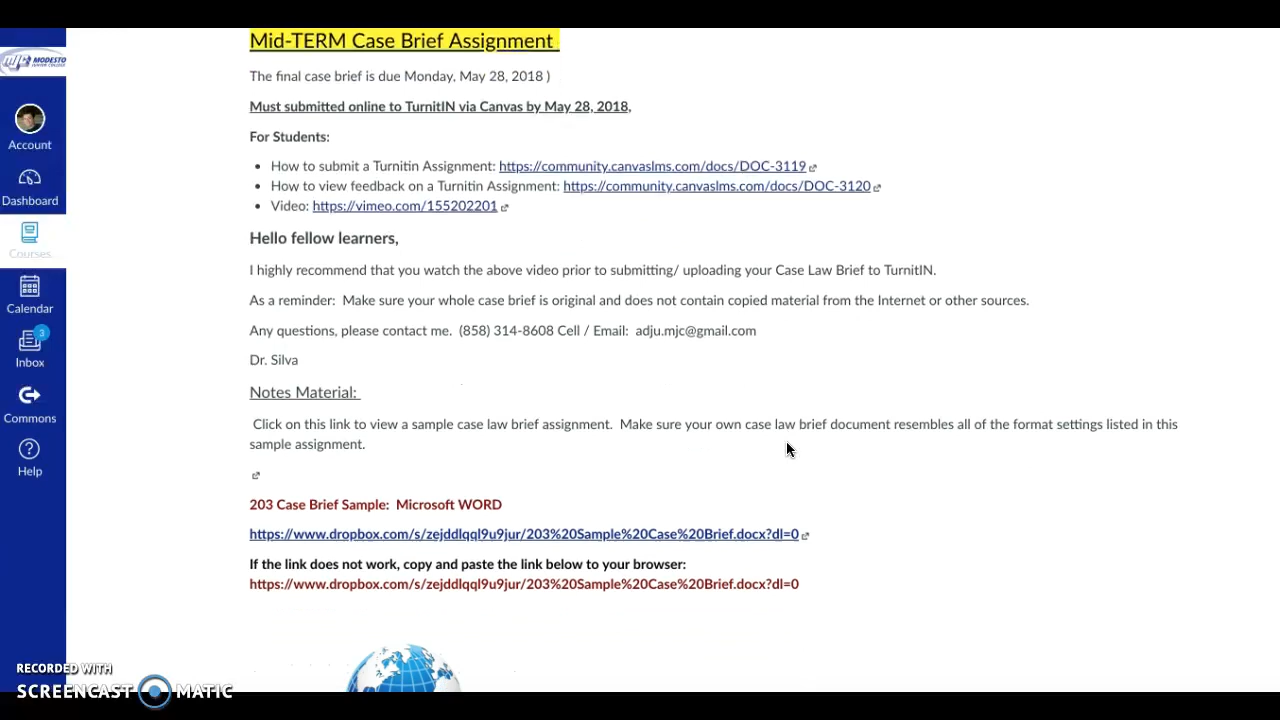 Mid-TERM Case Brief Assignment
The final case brief is due Monday, May 28, 2018 )
Must submitted online to TurnitIN via Canvas by May 28, 2018,
For Students:
How to submit a Turnitin Assignment: https://community.canvaslms.com/docs/DOC-3119
How to view feedback on a Turnitin Assignment: https://community.canvaslms.com/docs/DOC-3120
Video: https://vimeo.com/155202201
Hello fellow learners,
I highly recommend that you watch the above video prior to submitting/ uploading your Case Law Brief to TurnitIN.
As a reminder:  Make sure your whole case brief is original and does not contain copied material from the Internet or other sources.
Any questions, please contact me.  (858) 314-8608 Cell / Email:  adju.mjc@gmail.com
Dr. Silva
Notes Material:
Click on this link to view a sample case law brief assignment.  Make sure your own case law brief document resembles all of the format settings listed in this
sample assignment.
203 Case Brief Sample:  Microsoft WORD
https://www.dropbox.com/s/zejddlqql9u9jur/203%20Sample%20Case%20Brief.docx?dl=0
If the link does not work, copy and paste the link below to your browser:
https://www.dropbox.com/s/zejddlqql9u9jur/203%20Sample%20Case%20Brief.docx?dl=0
mjc MODESTO
Account
Dashboard
Courses
Calendar
3
Inbox
Commons
Help
RECORDED WITH
SCREENCAST MATIC